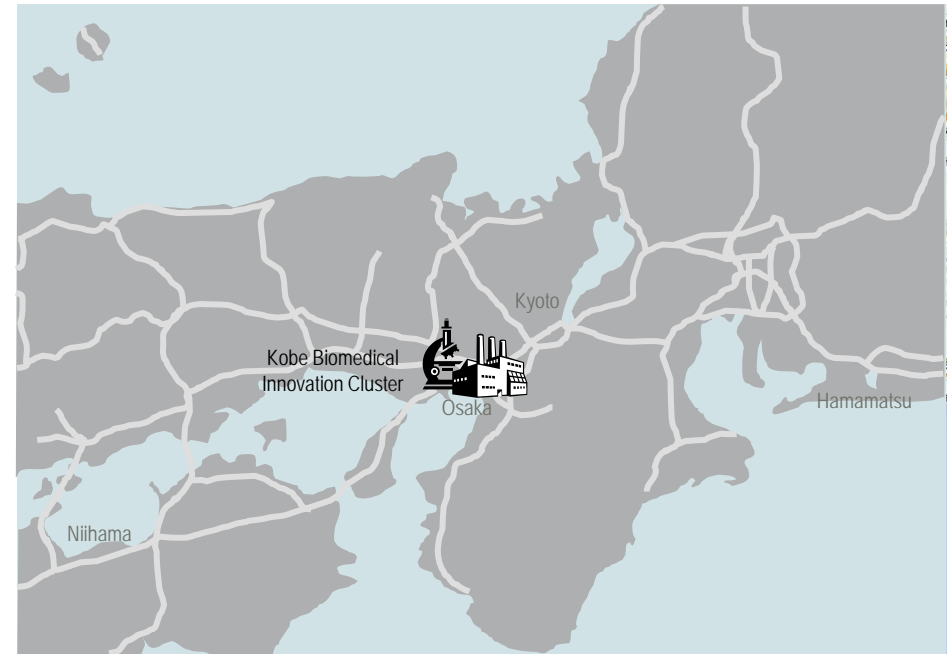 Kyoto
Kobe Biomedical
Innovation Cluster
Osaka
Hamamatsu
Niihama